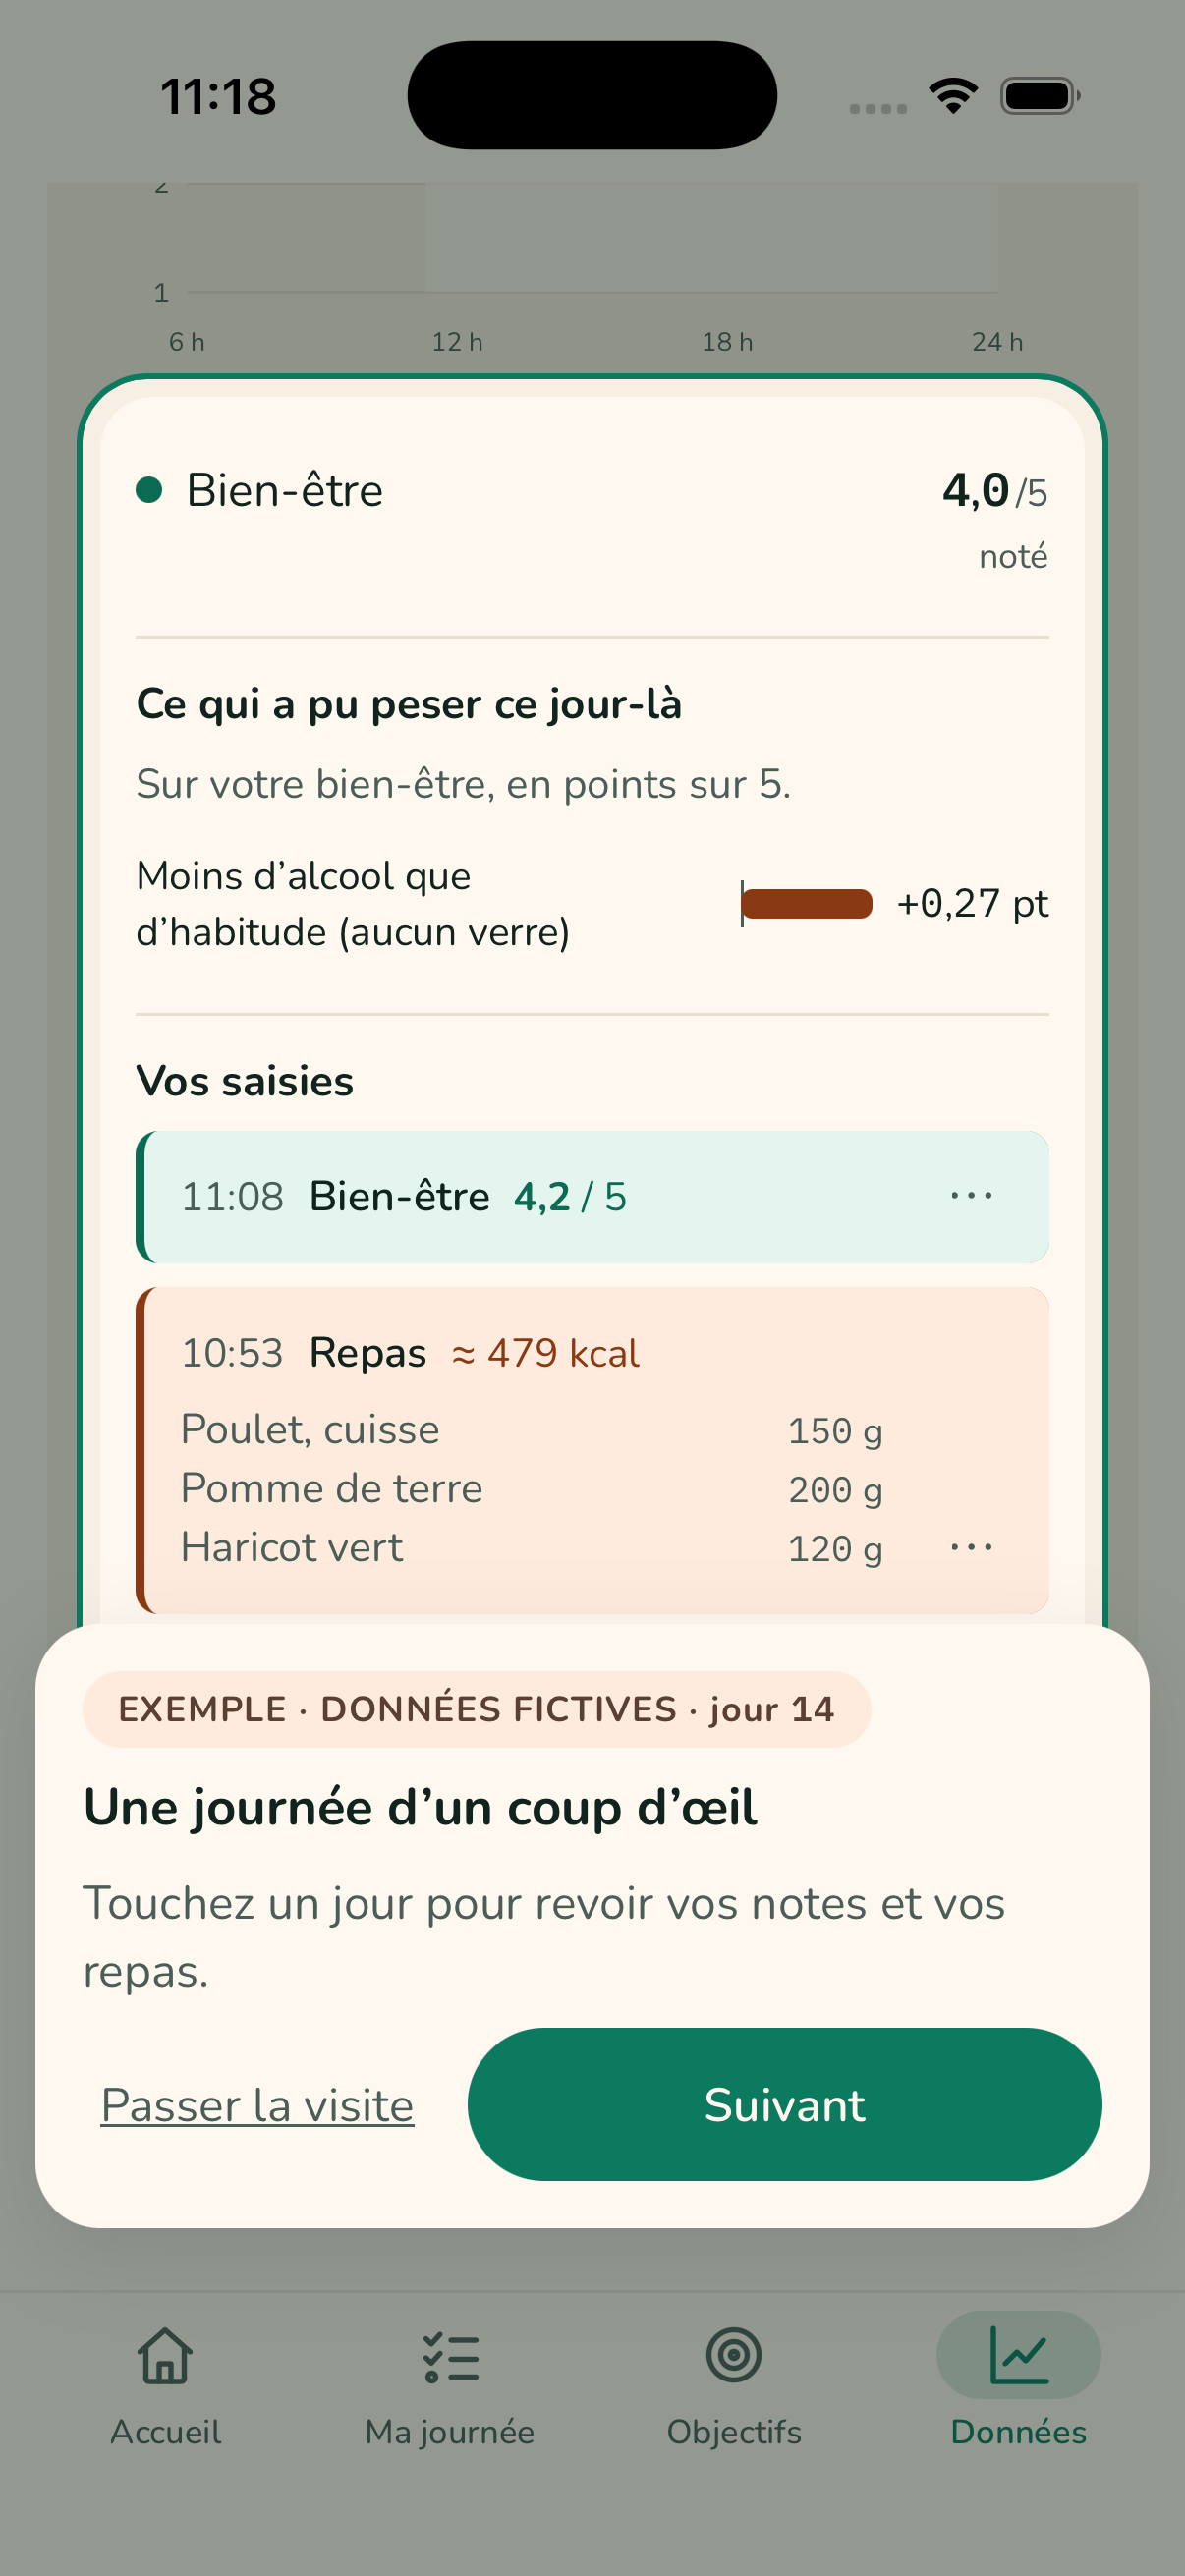 11:18
2
1
6 h 12 h 18 h 24 h
Bien-être 4,0 /5
noté
Ce qui a pu peser ce jour-là
Sur votre bien-être, en points sur 5.
Moins d’alcool que
d’habitude (aucun verre) +0,27 pt
Vos saisies
11:08 Bien-être 4,2 / 5 ...
10:53 Repas ≈ 479 kcal
Poulet, cuisse 150 g
Pomme de terre 200 g
Haricot vert 120 g ...
EXEMPLE · DONNÉES FICTIVES · jour 14
Une journée d’un coup d’œil
Touchez un jour pour revoir vos notes et vos
repas.
Passer la visite Suivant
Accueil Ma journée Objectifs Données